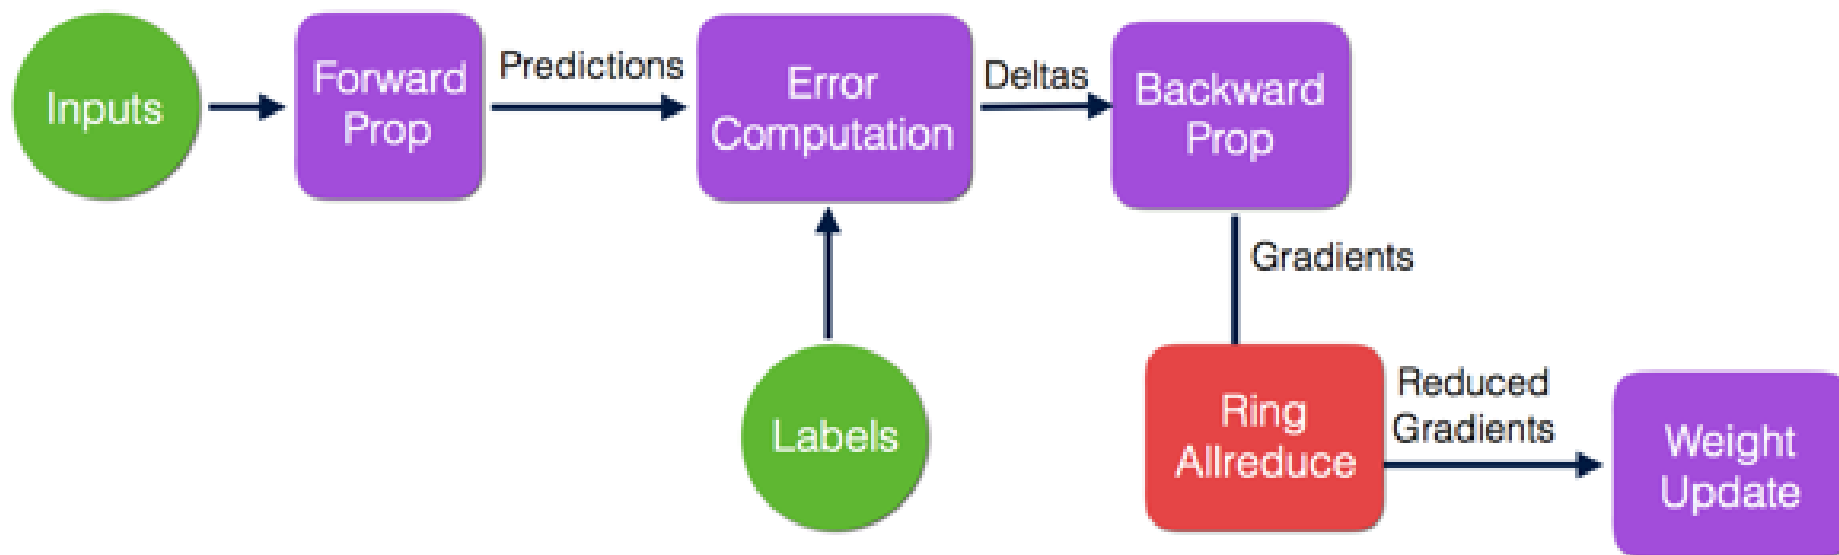 Inputs
Forward
Prop
Predictions
Error
Computation
Deltas
Backward
Prop
Gradients
Labels
Ring
Allreduce
Reduced
Gradients
Weight
Update